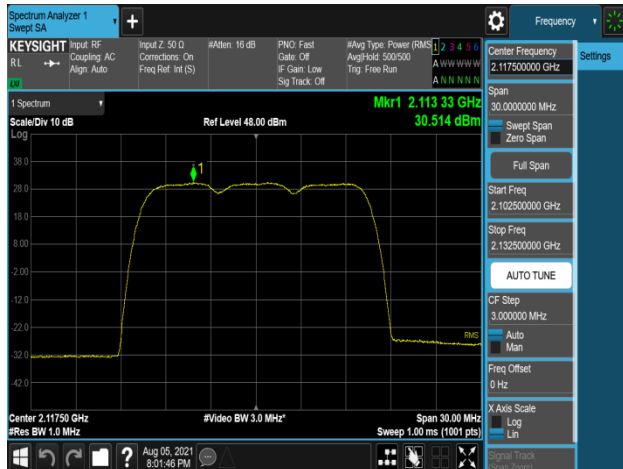 Spectrum Analyzer 1
Swept SA
Frequency
KEYSIGHT
Input: RF
Input Z: 50 Ω
#Atten: 16 dB
PNO: Fast
#Avg Type: Power (RMS
1 2 3 4 5 6
RL
Coupling: AC
Corrections: On
Gate: Off
Avg|Hold: 500/500
A W W W W W
Align: Auto
Freq Ref: Int (S)
IF Gain: Low
Trig: Free Run
Sig Track: Off
A N N N N N
LXI
Center Frequency
2.117500000 GHz
Settings
1 Spectrum
Mkr1 2.113 33 GHz
Scale/Div 10 dB
Ref Level 48.00 dBm
30.514 dBm
Log
Span
30.0000000 MHz
Swept Span
Zero Span
Full Span
Start Freq
2.102500000 GHz
Stop Freq
2.132500000 GHz
AUTO TUNE
CF Step
3.000000 MHz
Auto
Man
Freq Offset
0 Hz
X Axis Scale
Log
Lin
Signal Track
(Span Zoom)
38.0
1
28.0
18.0
8.00
-2.00
-12.0
-22.0
RMS
-32.0
-42.0
Center 2.11750 GHz
#Video BW 3.0 MHz*
Span 30.00 MHz
#Res BW 1.0 MHz
Sweep 1.00 ms (1001 pts)
?
Aug 05, 2021
8:01:46 PM